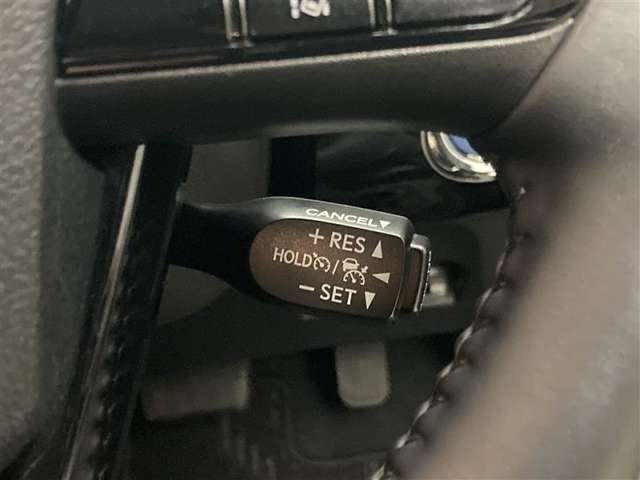 CANCEL▼
+ RES ▲
HOLD /
− SET ▼